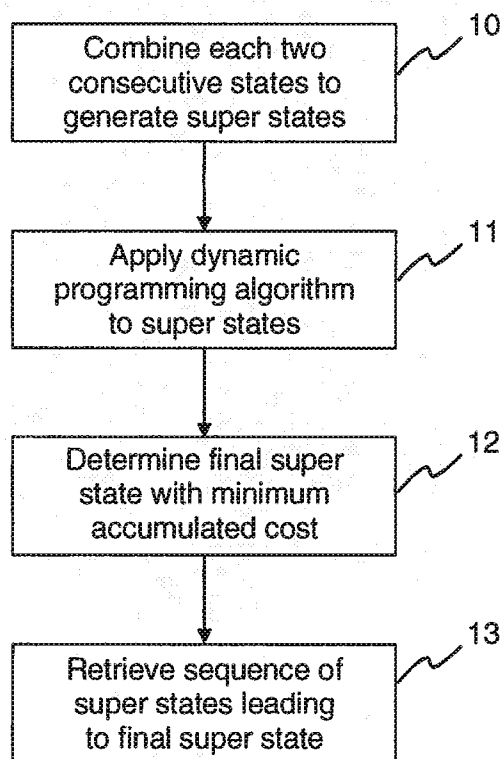 10
Combine each two
consecutive states to
generate super states
11
Apply dynamic
programming algorithm
to super states
12
Determine final super
state with minimum
accumulated cost
13
Retrieve sequence of
super states leading
to final super state